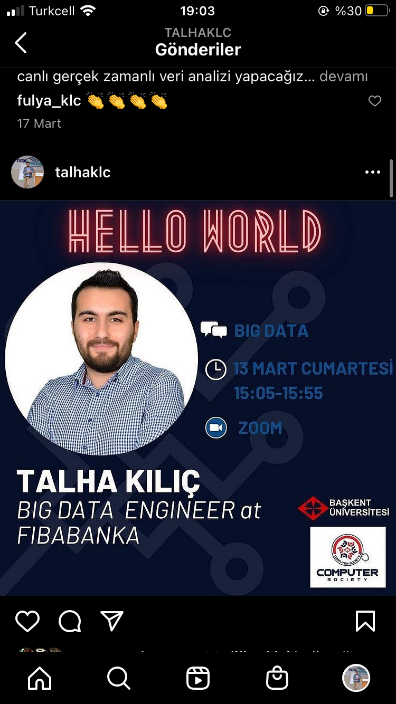 Turkcell 19:03 %30
TALHAKLC
Gönderiler
canlı gerçek zamanlı veri analizi yapacağız... devamı
fulya_klc 👏👏👏👏
17 Mart
talhaklc
HELLO WORLD
BIG DATA
13 MART CUMARTESİ
15:05-15:55
ZOOM
TALHA KILIÇ
BIG DATA ENGINEER at
FIBABANKA
BAŞKENT
ÜNİVERSİTESİ
COMPUTER
SOCIETY